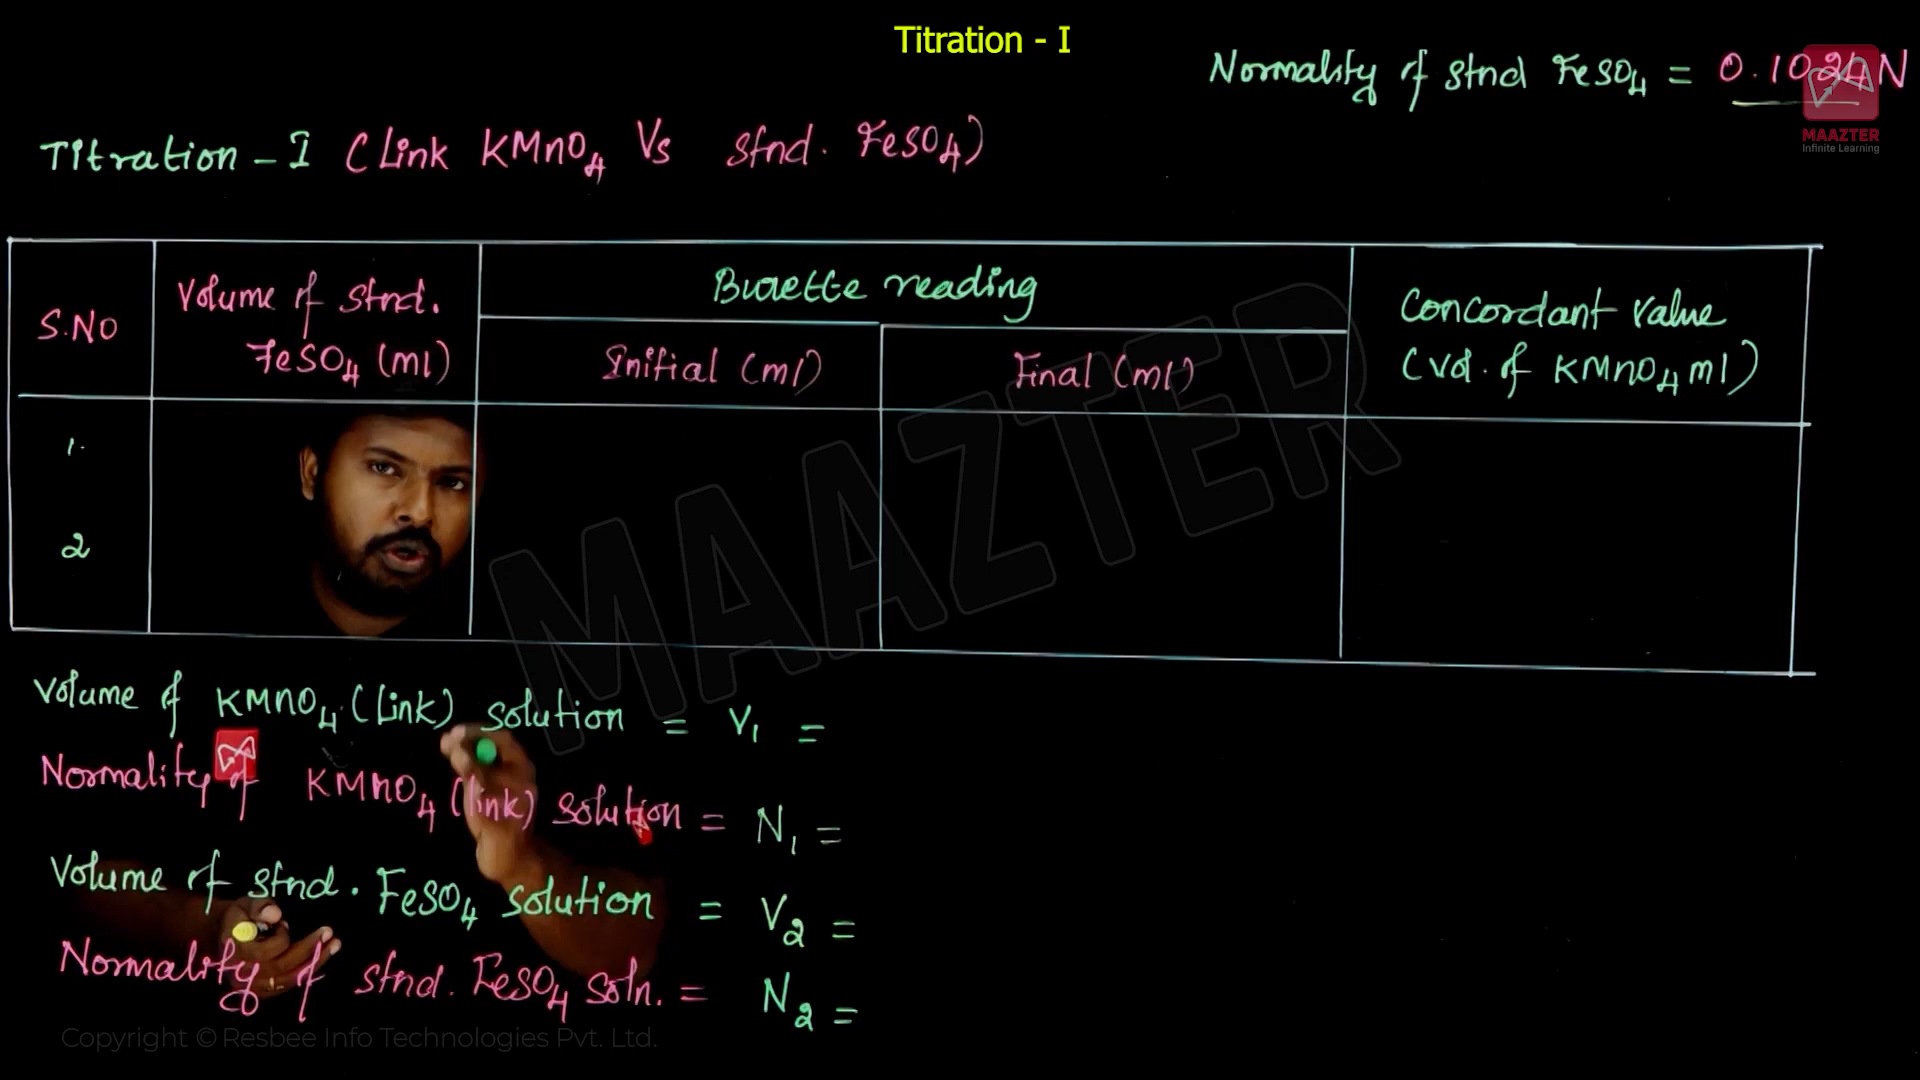 Titration - I
Normality of stnd FeSO4 = 0.1024 N
MAAZTER
Infinite Learning
Titration - I (Link KMnO4 Vs stnd. FeSO4)
S.NO
Volume of stnd. FeSO4 (ml)
Burette reading
Initial (ml)
Final (ml)
Concordant value
(Vol. of KMnO4 ml)
1.
2
MAAZTER
Volume of KMnO4 (Link) solution = V1 =
Normality of KMnO4 (link) solution = N1 =
Volume of stnd. FeSO4 solution = V2 =
Normality of stnd. FeSO4 soln. = N2 =
Copyright © Resbee Info Technologies Pvt. Ltd.